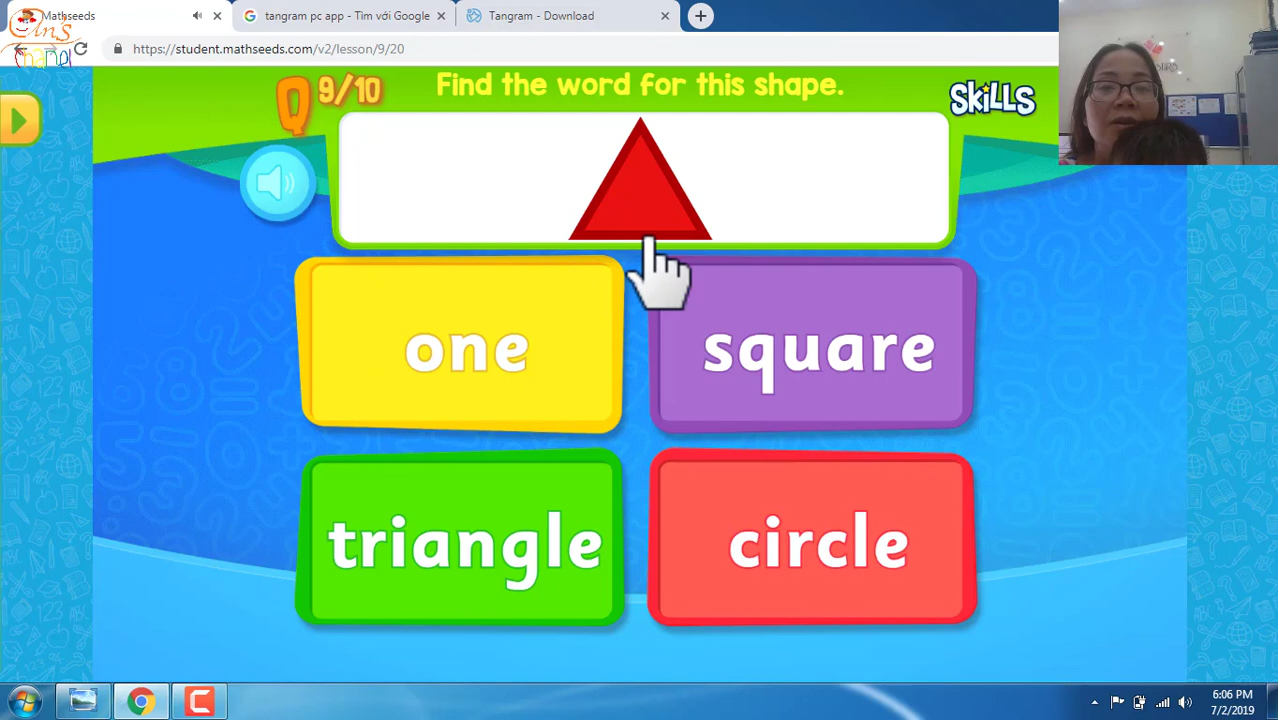 Mathseeds
tangram pc app - Tìm với Google
Tangram - Download
Chanel
https://student.mathseeds.com/v2/lesson/9/20
Q 9/10
Find the word for this shape.
SKiLLS
one
square
triangle
circle
6:06 PM
7/2/2019